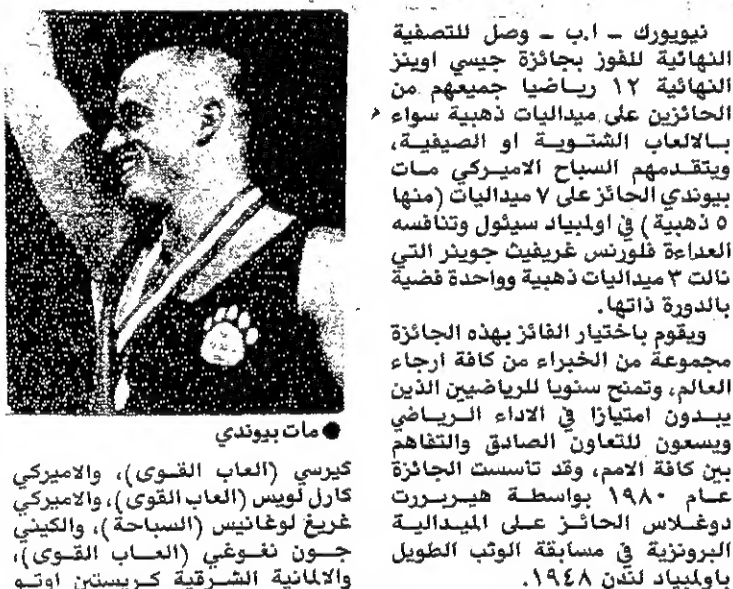 نيويورك - ا.ب - وصل للتصفية
النهائية للفوز بجائزة جيسي اوينز
النهائية ١٢ رياضيا جميعهم من
الحائزين على ميداليات ذهبية سواء
بالالعاب الشتوية او الصيفية،
ويتقدمهم السباح الاميركي مات
بيوندي الحائز على ٧ ميداليات (منها
٥ ذهبية) في اولمبياد سيئول وتنافسه
العداءة فلورنس غريفيث جوينر التي
نالت ٣ ميداليات ذهبية وواحدة فضية
بالدورة ذاتها.
ويقوم باختيار الفائز بهذه الجائزة
مجموعة من الخبراء من كافة ارجاء
العالم، وتمنح سنويا للرياضيين الذين
يبدون امتيازا في الاداء الرياضي
ويسعون للتعاون الصادق والتفاهم
بين كافة الامم، وقد تاسست الجائزة
عام ١٩٨٠ بواسطة هيربررت
دوغلاس الحائز على الميدالية
البرونزية في مسابقة الوثب الطويل
باولمبياد لندن ١٩٤٨.
● مات بيوندي
كيرسي (العاب القوى)، والاميركي
كارل لويس (العاب القوى)، والاميركي
غريغ لوغانيس (السباحة)، والكيني
جون نغوغي (العاب القوى)،
والالمانية الشرقية كريستين اوتو